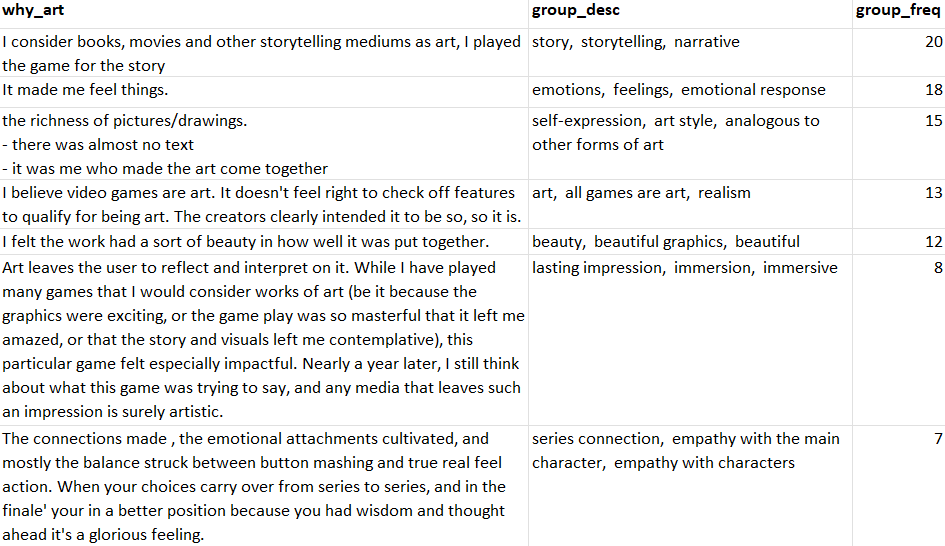 why_art group_desc group_freq
I consider books, movies and other storytelling mediums as art, I played story, storytelling, narrative 20
the game for the story
It made me feel things. emotions, feelings, emotional response 18
the richness of pictures/drawings. self-expression, art style, analogous to 15
- there was almost no text other forms of art
- it was me who made the art come together
I believe video games are art. It doesn't feel right to check off features art, all games are art, realism 13
to qualify for being art. The creators clearly intended it to be so, so it is.
I felt the work had a sort of beauty in how well it was put together. beauty, beautiful graphics, beautiful 12
Art leaves the user to reflect and interpret on it. While I have played lasting impression, immersion, immersive 8
many games that I would consider works of art (be it because the
graphics were exciting, or the game play was so masterful that it left me
amazed, or that the story and visuals left me contemplative), this
particular game felt especially impactful. Nearly a year later, I still think
about what this game was trying to say, and any media that leaves such
an impression is surely artistic.
The connections made , the emotional attachments cultivated, and series connection, empathy with the main 7
mostly the balance struck between button mashing and true real feel character, empathy with characters
action. When your choices carry over from series to series, and in the
finale' your in a better position because you had wisdom and thought
ahead it's a glorious feeling.